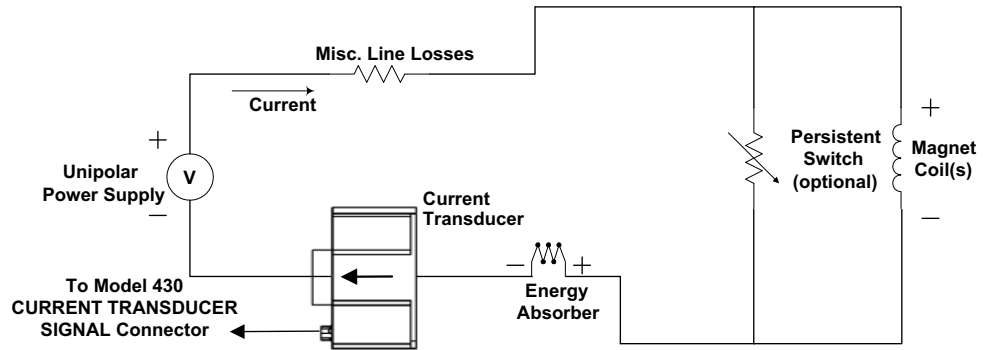 Misc. Line Losses
Current
+
Unipolar
Power Supply
V
−
Persistent
Switch
(optional)
+
Magnet
Coil(s)
−
Current
Transducer
− +
Energy
Absorber
To Model 430
CURRENT TRANSDUCER
SIGNAL Connector